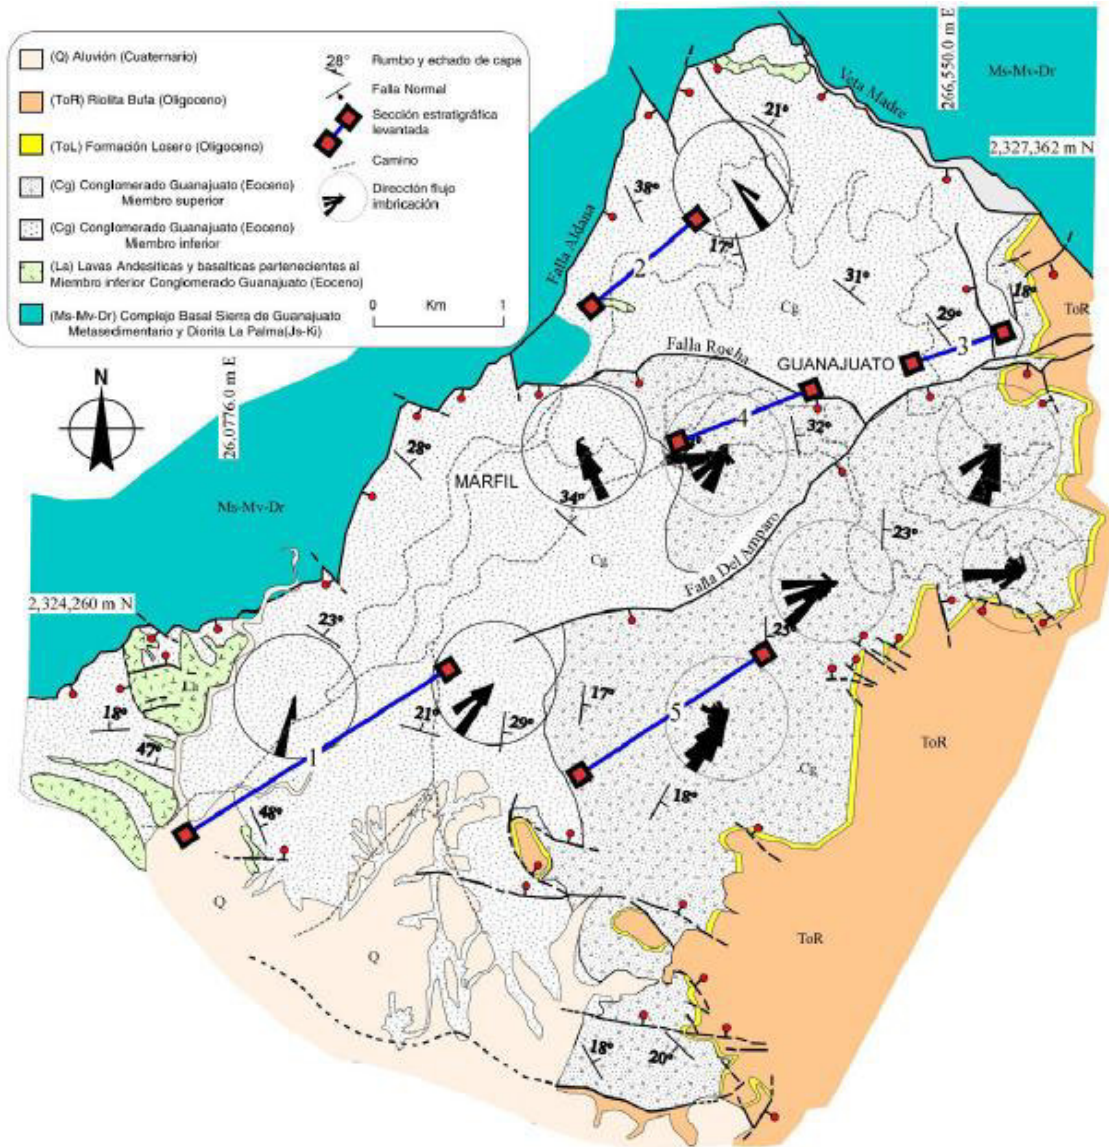 (Q) Aluvión (Cuaternario)
(ToR) Riolita Bufa (Oligoceno)
(ToL) Formación Losero (Oligoceno)
(Cg) Conglomerado Guanajuato (Eoceno)
Miembro superior
(Cg) Conglomerado Guanajuato (Eoceno)
Miembro inferior
(La) Lavas Andesíticas y basalticas partenecientes al
Miembro inferior Conglomerado Guanajuato (Eoceno)
(Ms-Mv-Dr) Complejo Basal Sierra de Guanajuato
Metasedimentario y Diorita La Palma(Js-Ki)
28°
Rumbo y echado de capa
Falla Normal
Sección estratigráfica
levantada
Camino
Dirección flujo
imbricación
0 Km 1
N
266,550.0 m E
Ms-Mv-Dr
Veta Madre
2,327,362 m N
21°
38°
Falla Aldana
17°
2
31°
Cg
18°
ToR
29°
3
Falla Rocha
GUANAJUATO
26,0776.0 m E
4
32°
28°
MARFIL
34°
Ms-Mv-Dr
Cg
23°
Falla Del Amparo
2,324,260 m N
23°
23°
La
17°
5
18°
21°
29°
47°
1
ToR
Cg
18°
48°
Q
Q
ToR
18°
20°